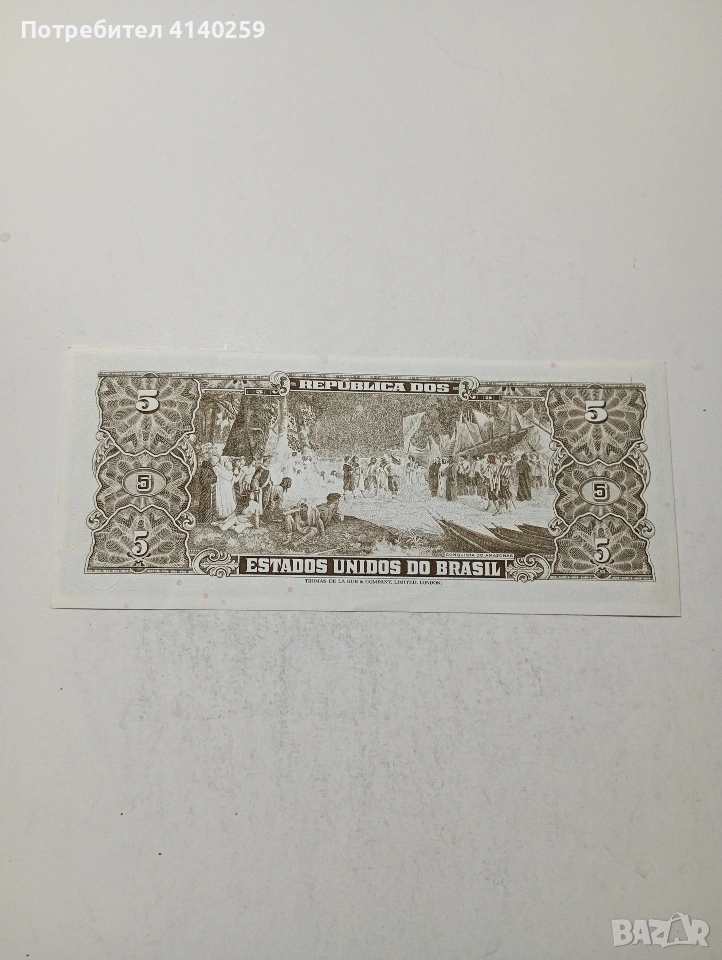 Потребител 4140259
REPUBLICA DOS
5
5
5
5
5
5
CONQUISTA DO AMAZONAS
ESTADOS UNIDOS DO BRASIL
THOMAS DE LA RUE & COMPANY, LIMITED, LONDON.
BAZAR